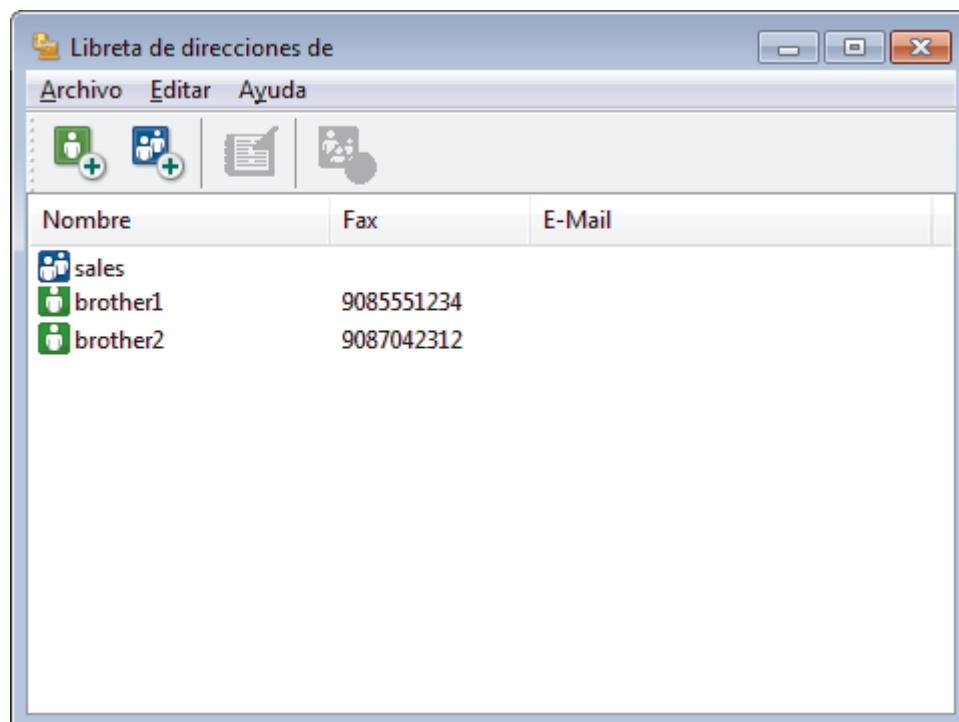 Libreta de direcciones de
Archivo Editar Ayuda
Nombre Fax E-Mail
sales
brother1 9085551234
brother2 9087042312